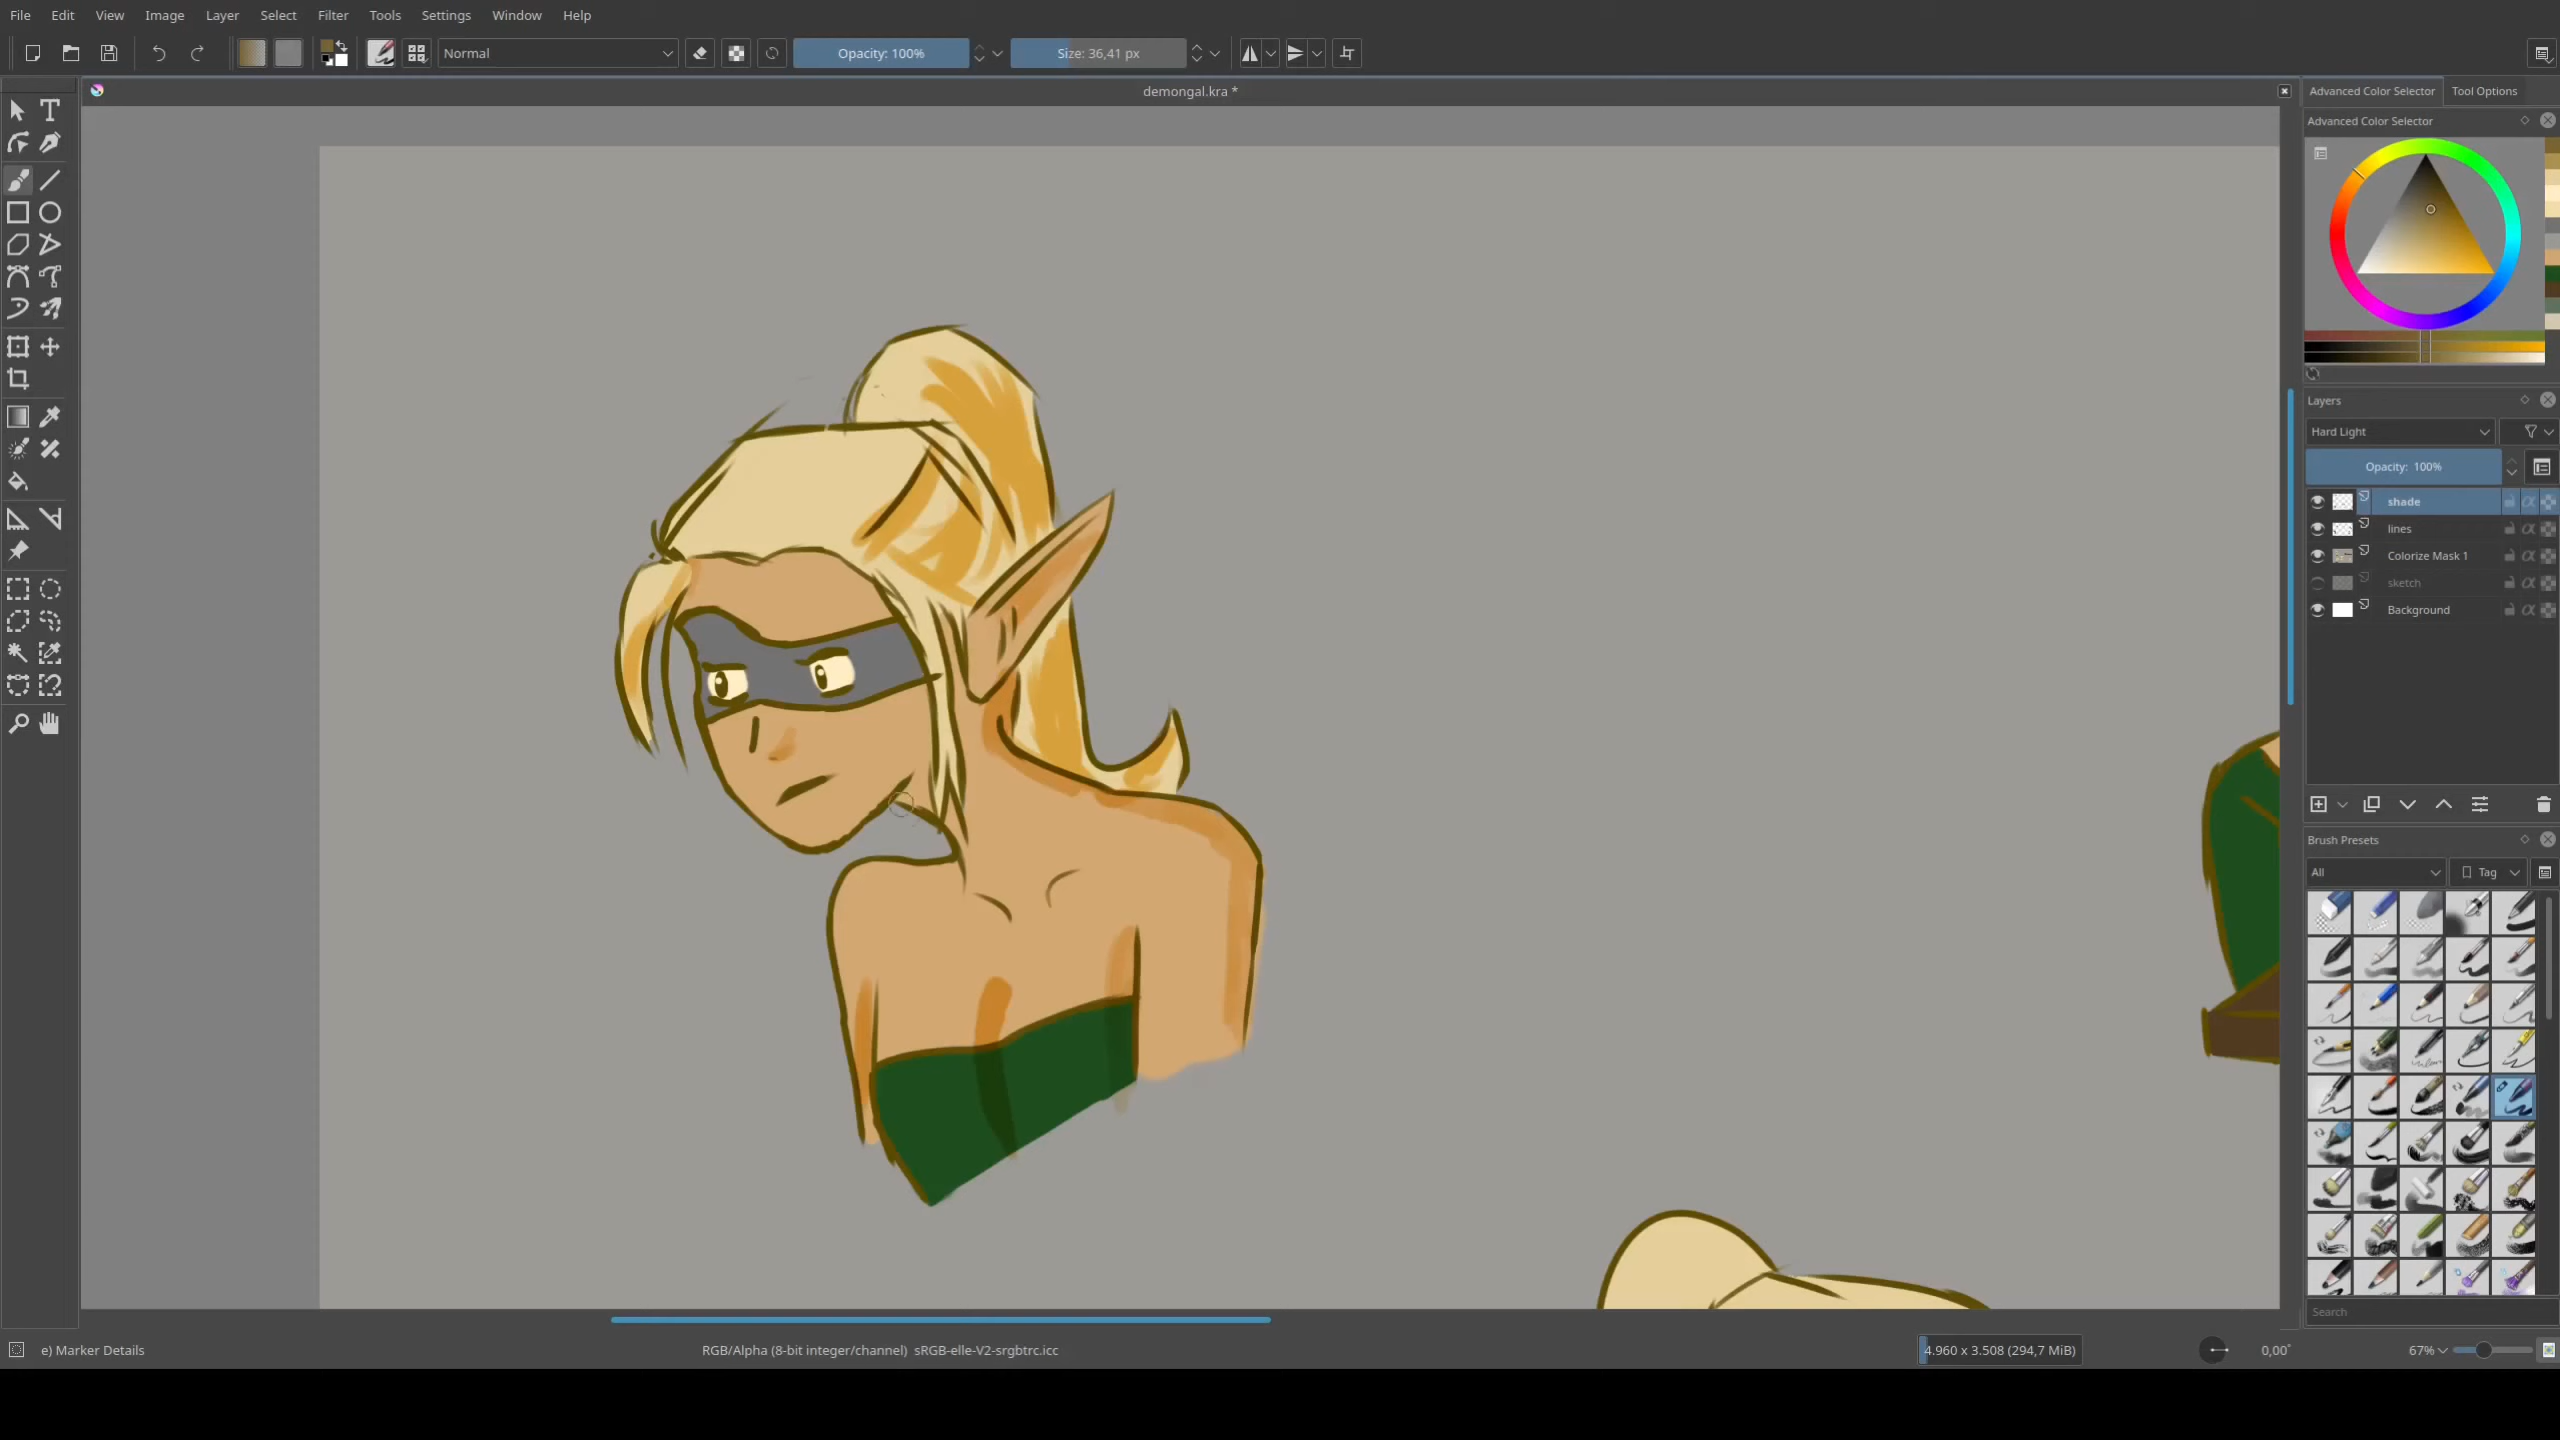 File Edit View Image Layer Select Filter Tools Settings Window Help
Normal Opacity: 100% Size: 36,41 px
demongal.kra *
Advanced Color Selector Tool Options
Advanced Color Selector
Layers
Hard Light
Opacity: 100%
shade
lines
Colorize Mask 1
sketch
Background
Brush Presets
All Tag
Search
e) Marker Details RGB/Alpha (8-bit integer/channel) sRGB-elle-V2-srgbtrc.icc 4.960 x 3.508 (294,7 MiB) 0,00° 67%